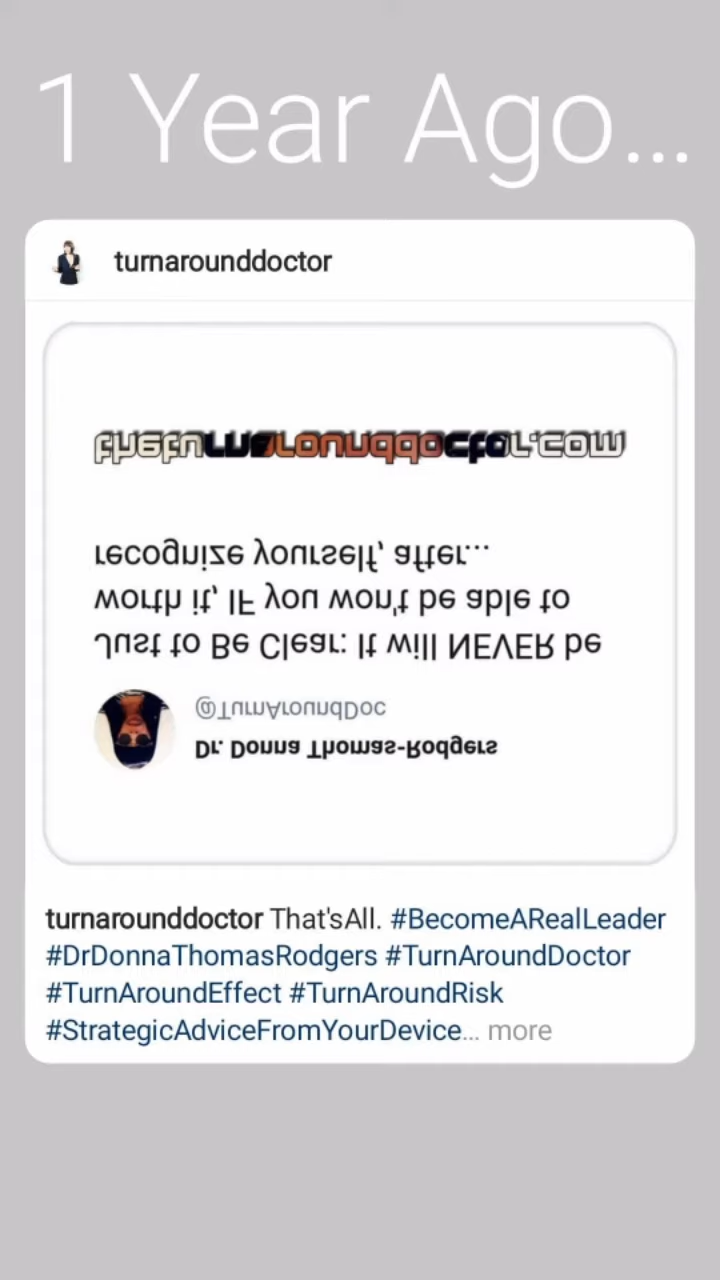 1 Year Ago...
turnarounddoctor
Dr. Donna Thomas-Rodgers
@TurnAroundDoc
Just to Be Clear: It will NEVER be
worth it, IF you won't be able to
recognize yourself, after...
theturnarounddoctor.com
turnarounddoctor That'sAll. #BecomeARealLeader
#DrDonnaThomasRodgers #TurnAroundDoctor
#TurnAroundEffect #TurnAroundRisk
#StrategicAdviceFromYourDevice... more